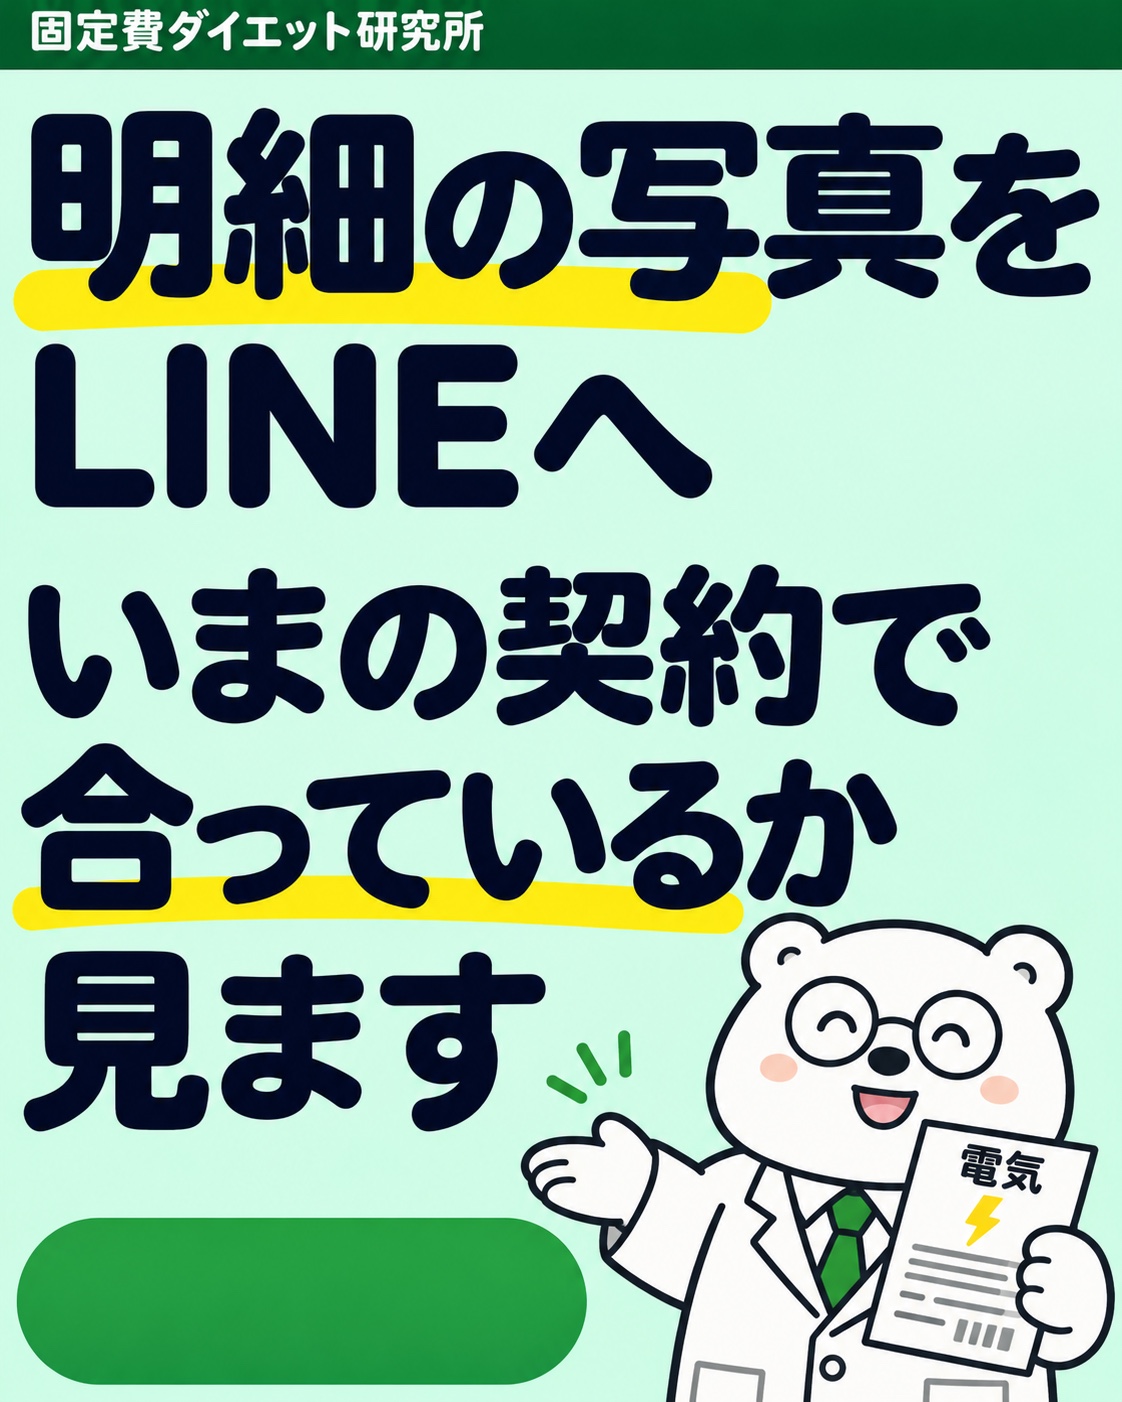 固定費ダイエット研究所
明細の写真を
LINEへ
いまの契約で
合っているか
見ます
電気